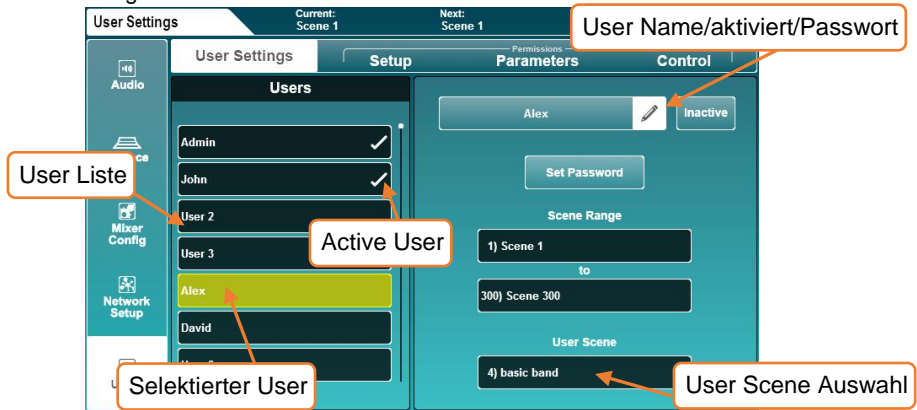 User Settings
Current:
Scene 1
Next:
Scene 1
User Name/aktiviert/Passwort
User Settings
Permissions
Setup
Parameters
Control
Audio
Users
Alex
Inactive
Admin
John
Set Password
User Liste
User 2
Active User
Scene Range
Mixer
Config
User 3
1) Scene 1
to
Alex
300) Scene 300
Network
Setup
David
User Scene
4) basic band
Selektierter User
User Scene Auswahl